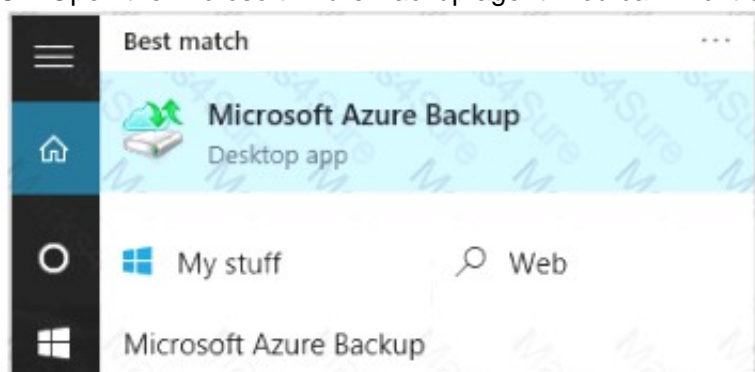 Best match
Microsoft Azure Backup
Desktop app
My stuff
Web
Microsoft Azure Backup